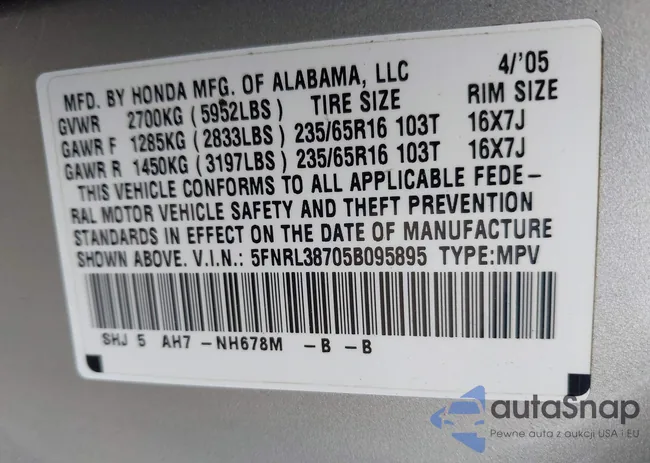 MFD. BY HONDA MFG. OF ALABAMA, LLC 4/'05
GVWR 2700KG (5952LBS) TIRE SIZE RIM SIZE
GAWR F 1285KG (2833LBS) 235/65R16 103T 16X7J
GAWR R 1450KG (3197LBS) 235/65R16 103T 16X7J
THIS VEHICLE CONFORMS TO ALL APPLICABLE FEDE-
RAL MOTOR VEHICLE SAFETY AND THEFT PREVENTION
STANDARDS IN EFFECT ON THE DATE OF MANUFACTURE
SHOWN ABOVE. V.I.N.: 5FNRL38705B095895 TYPE:MPV
SHJ 5 AH7 -NH678M -B -B
autaSnap
Pewne auta z aukcji USA i EU